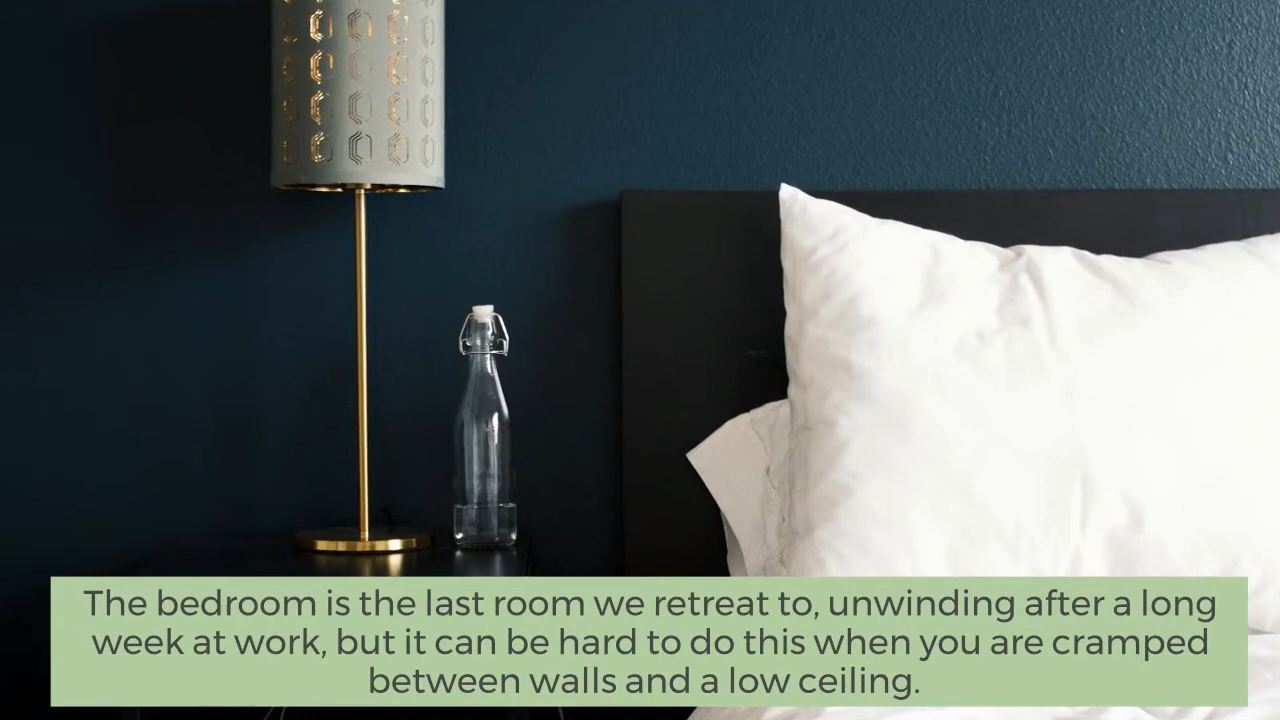 The bedroom is the last room we retreat to, unwinding after a long
week at work, but it can be hard to do this when you are cramped
between walls and a low ceiling.